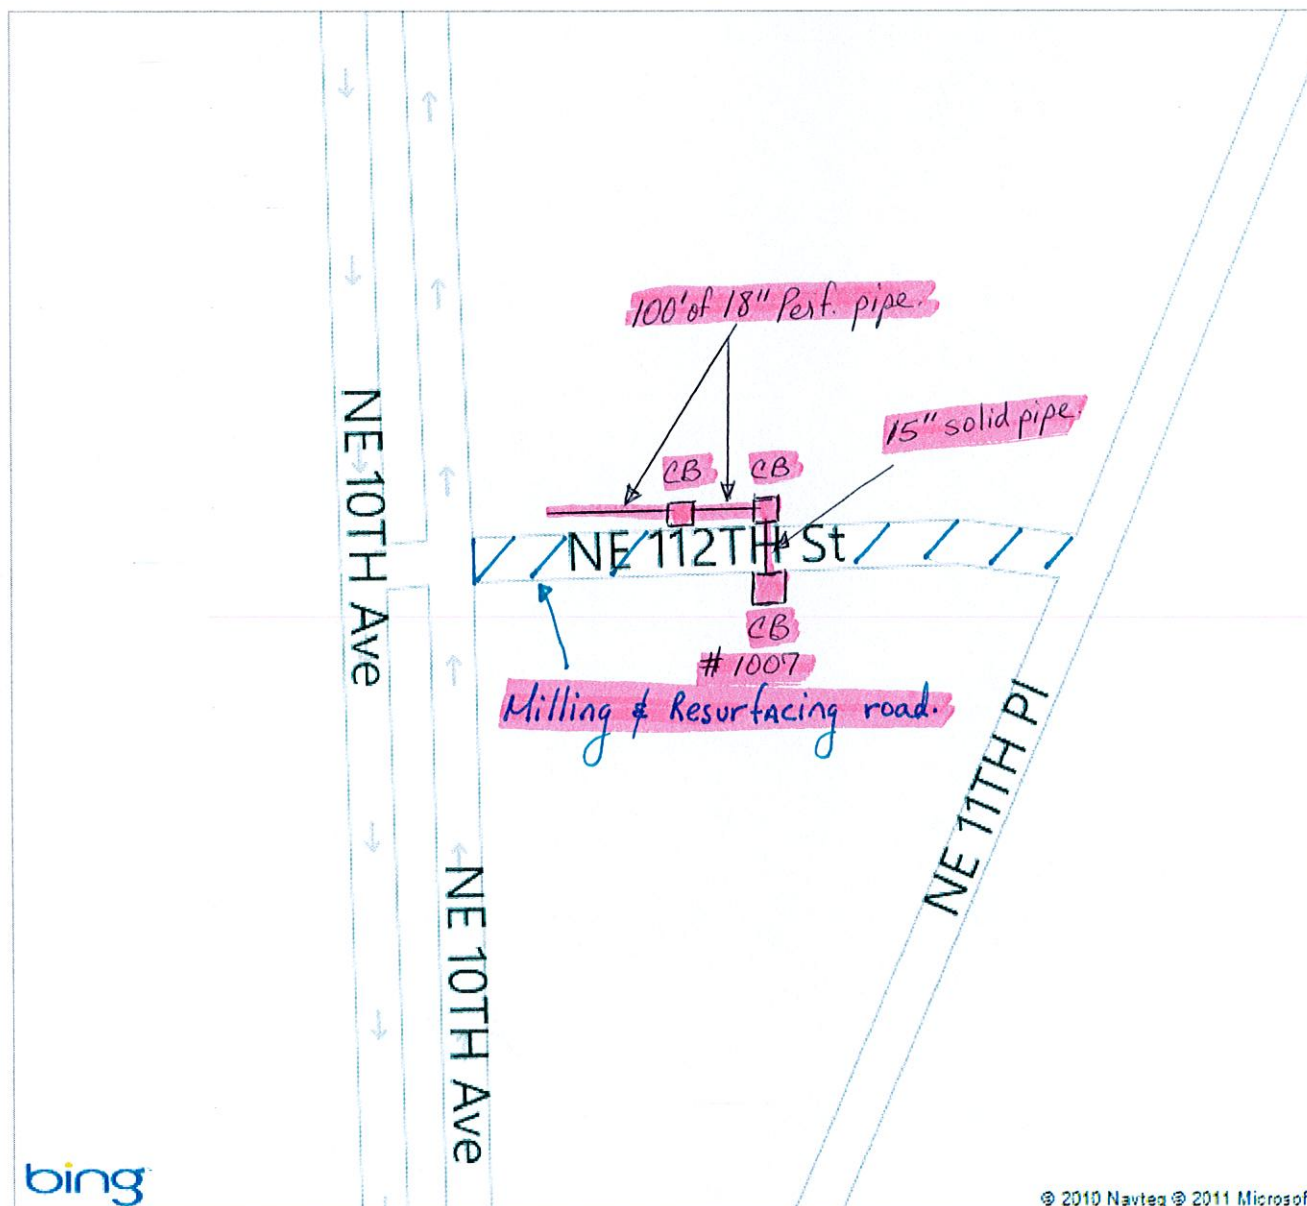 100' of 18" Perf. pipe.
15" solid pipe.
CB
CB
NE 10TH Ave
NE 112TH St
CB
# 1007
Milling & Resurfacing road.
NE 11TH Pl
NE 10TH Ave
bing
© 2010 Navteq © 2011 Microsof